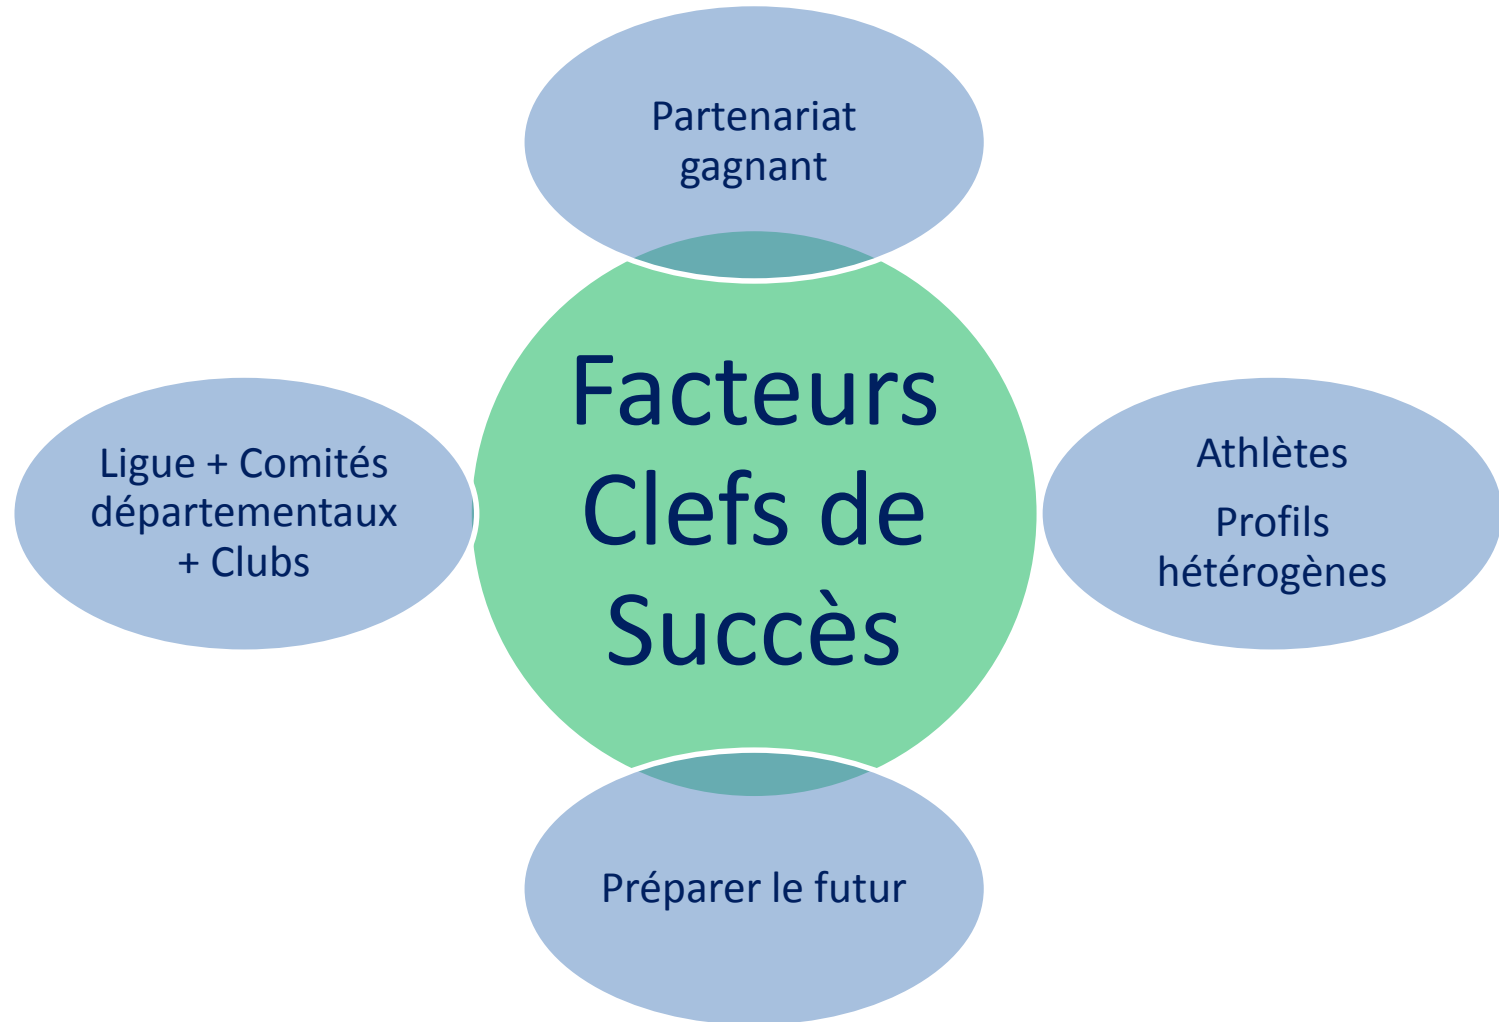 Partenariat
gagnant
Facteurs
Clefs de
Succès
Ligue + Comités
départementaux
+ Clubs
Athlètes
Profils
hétérogènes
Préparer le futur